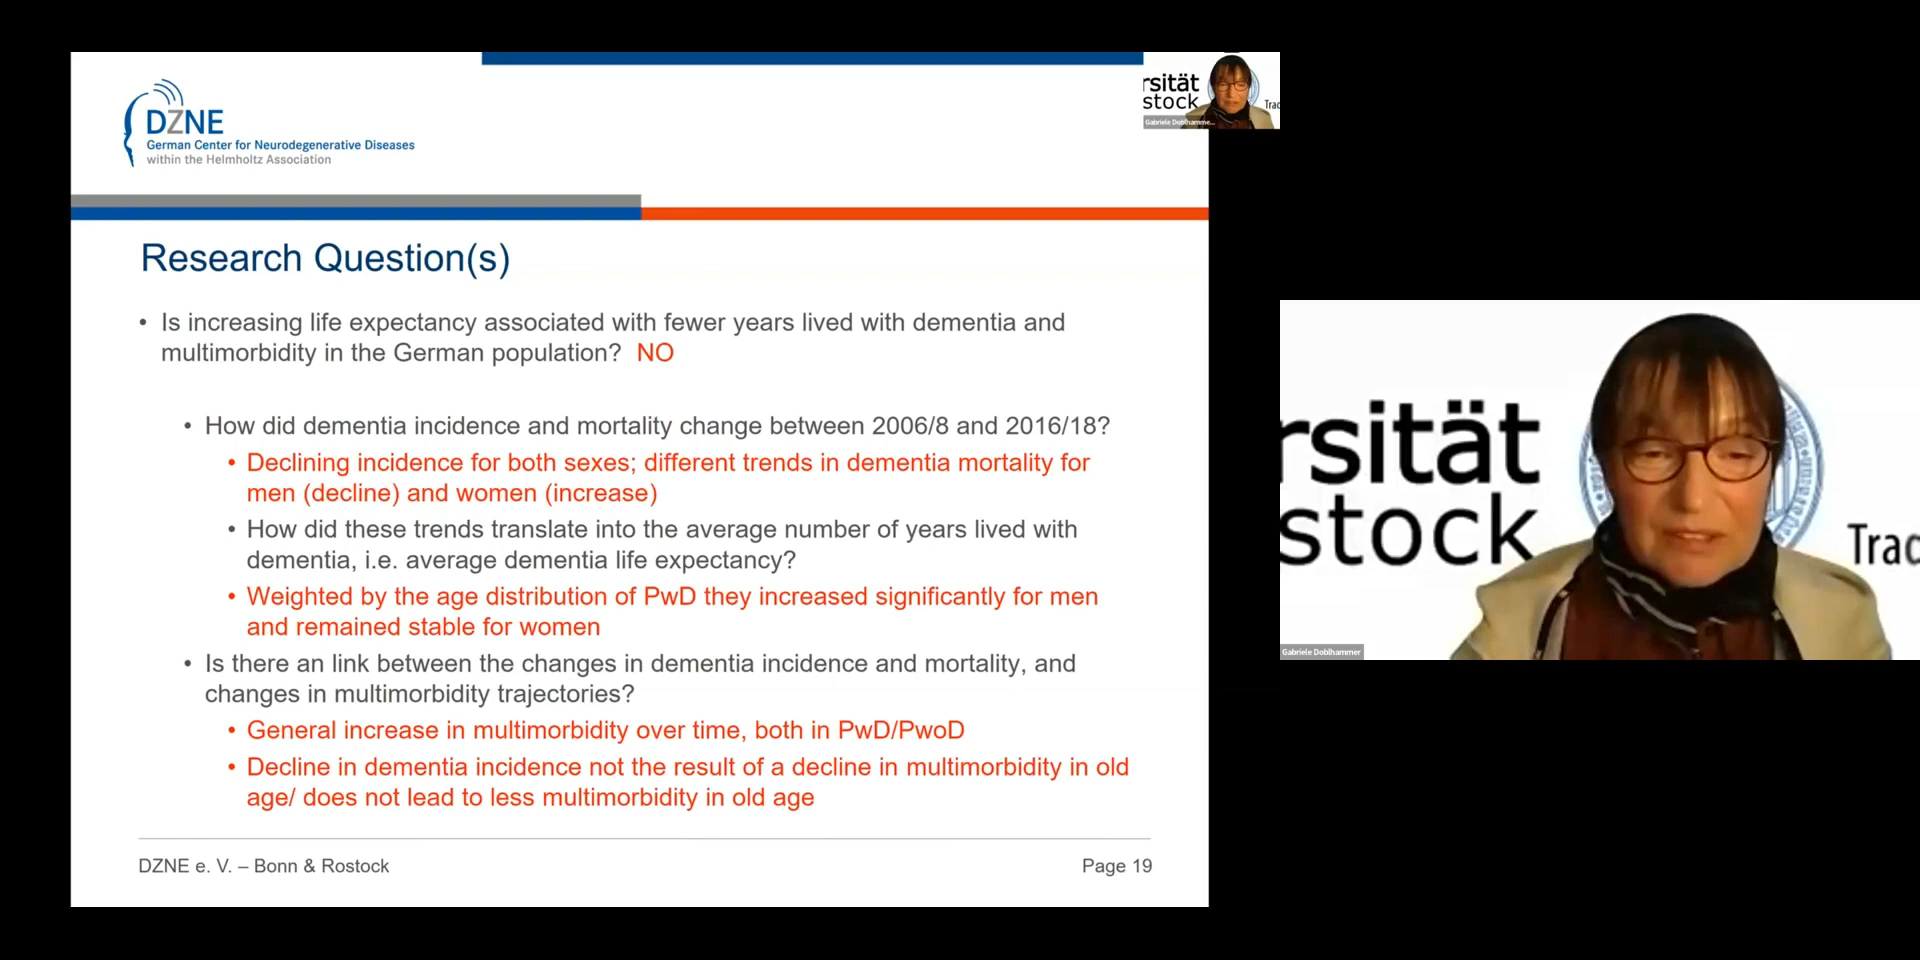 DZNE
German Center for Neurodegenerative Diseases
within the Helmholtz Association
rsität
stock
Trac
Gabriele Doblhamme...
Research Question(s)
• Is increasing life expectancy associated with fewer years lived with dementia and
multimorbidity in the German population? NO
• How did dementia incidence and mortality change between 2006/8 and 2016/18?
• Declining incidence for both sexes; different trends in dementia mortality for
men (decline) and women (increase)
• How did these trends translate into the average number of years lived with
dementia, i.e. average dementia life expectancy?
• Weighted by the age distribution of PwD they increased significantly for men
and remained stable for women
• Is there an link between the changes in dementia incidence and mortality, and
changes in multimorbidity trajectories?
• General increase in multimorbidity over time, both in PwD/PwoD
• Decline in dementia incidence not the result of a decline in multimorbidity in old
age/ does not lead to less multimorbidity in old age
DZNE e. V. – Bonn & Rostock
Page 19
rsität
stock
Trac
Gabriele Doblhammer